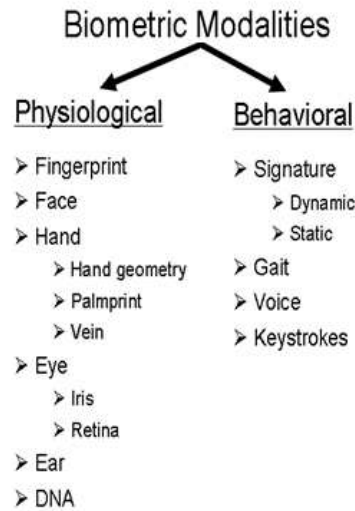 Biometric Modalities
Physiological
➢ Fingerprint
➢ Face
➢ Hand
➢ Hand geometry
➢ Palmprint
➢ Vein
➢ Eye
➢ Iris
➢ Retina
➢ Ear
➢ DNA
Behavioral
➢ Signature
➢ Dynamic
➢ Static
➢ Gait
➢ Voice
➢ Keystrokes